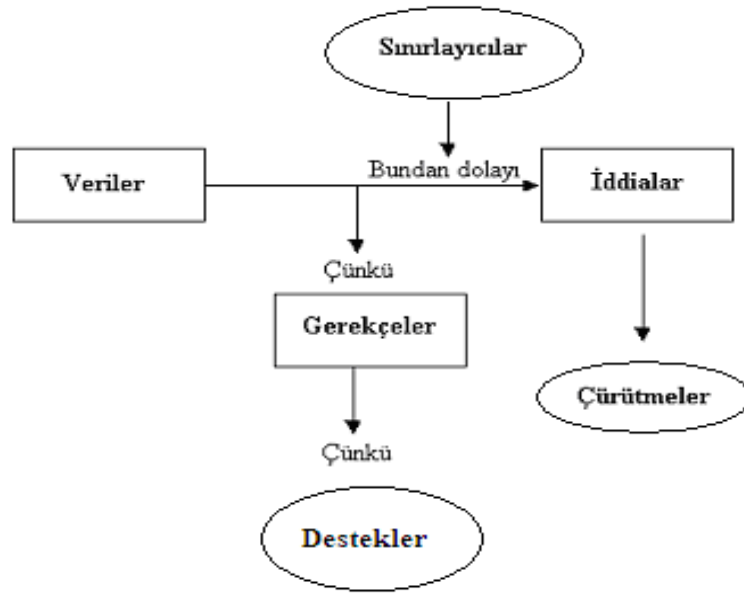 Sınırlayıcılar
Veriler
Bundan dolayı
İddialar
Çünkü
Gerekçeler
Çürütmeler
Çünkü
Destekler